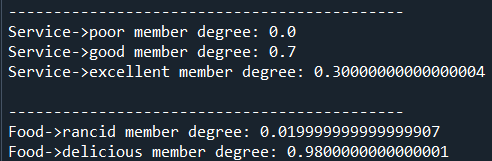 --------------------------------------------
Service->poor member degree: 0.0
Service->good member degree: 0.7
Service->excellent member degree: 0.30000000000000004
--------------------------------------------
Food->rancid member degree: 0.019999999999999907
Food->delicious member degree: 0.9800000000000001